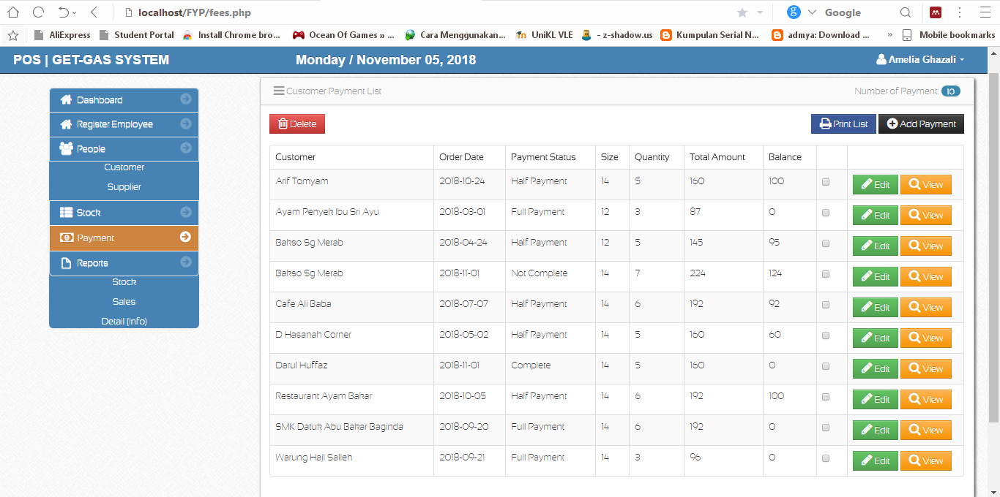 localhost/FYP/fees.php Google
AliExpress Student Portal Install Chrome bro... Ocean Of Games » ... Cara Menggunakan... UniKL VLE - z-shadow.us Kumpulan Serial N... admya: Download ... » Mobile bookmarks
POS | GET-GAS SYSTEM Monday / November 05, 2018 Amelia Ghazali
Dashboard
Register Employee
People
Customer
Supplier
Stock
Payment
Reports
Stock
Sales
Detail (Info)
Customer Payment List Number of Payment: 10
Delete Print List Add Payment
Customer Order Date Payment Status Size Quantity Total Amount Balance
Arif Tomyam 2018-10-24 Half Payment 14 5 160 100 Edit View
Ayam Penyek Ibu Sri Ayu 2018-03-01 Full Payment 12 3 87 0 Edit View
Bakso Sg Merab 2018-04-24 Half Payment 12 5 145 95 Edit View
Bakso Sg Merab 2018-11-01 Not Complete 14 7 224 124 Edit View
Cafe Ali Baba 2018-07-07 Half Payment 14 6 192 92 Edit View
D Hasanah Corner 2018-05-02 Half Payment 14 5 160 60 Edit View
Darul Huffaz 2018-11-01 Complete 14 5 160 0 Edit View
Restaurant Ayam Bakar 2018-10-05 Half Payment 14 6 192 100 Edit View
SMK Datuk Abu Bakar Baginda 2018-09-20 Full Payment 14 6 192 0 Edit View
Warung Haji Salleh 2018-09-21 Full Payment 14 3 96 0 Edit View